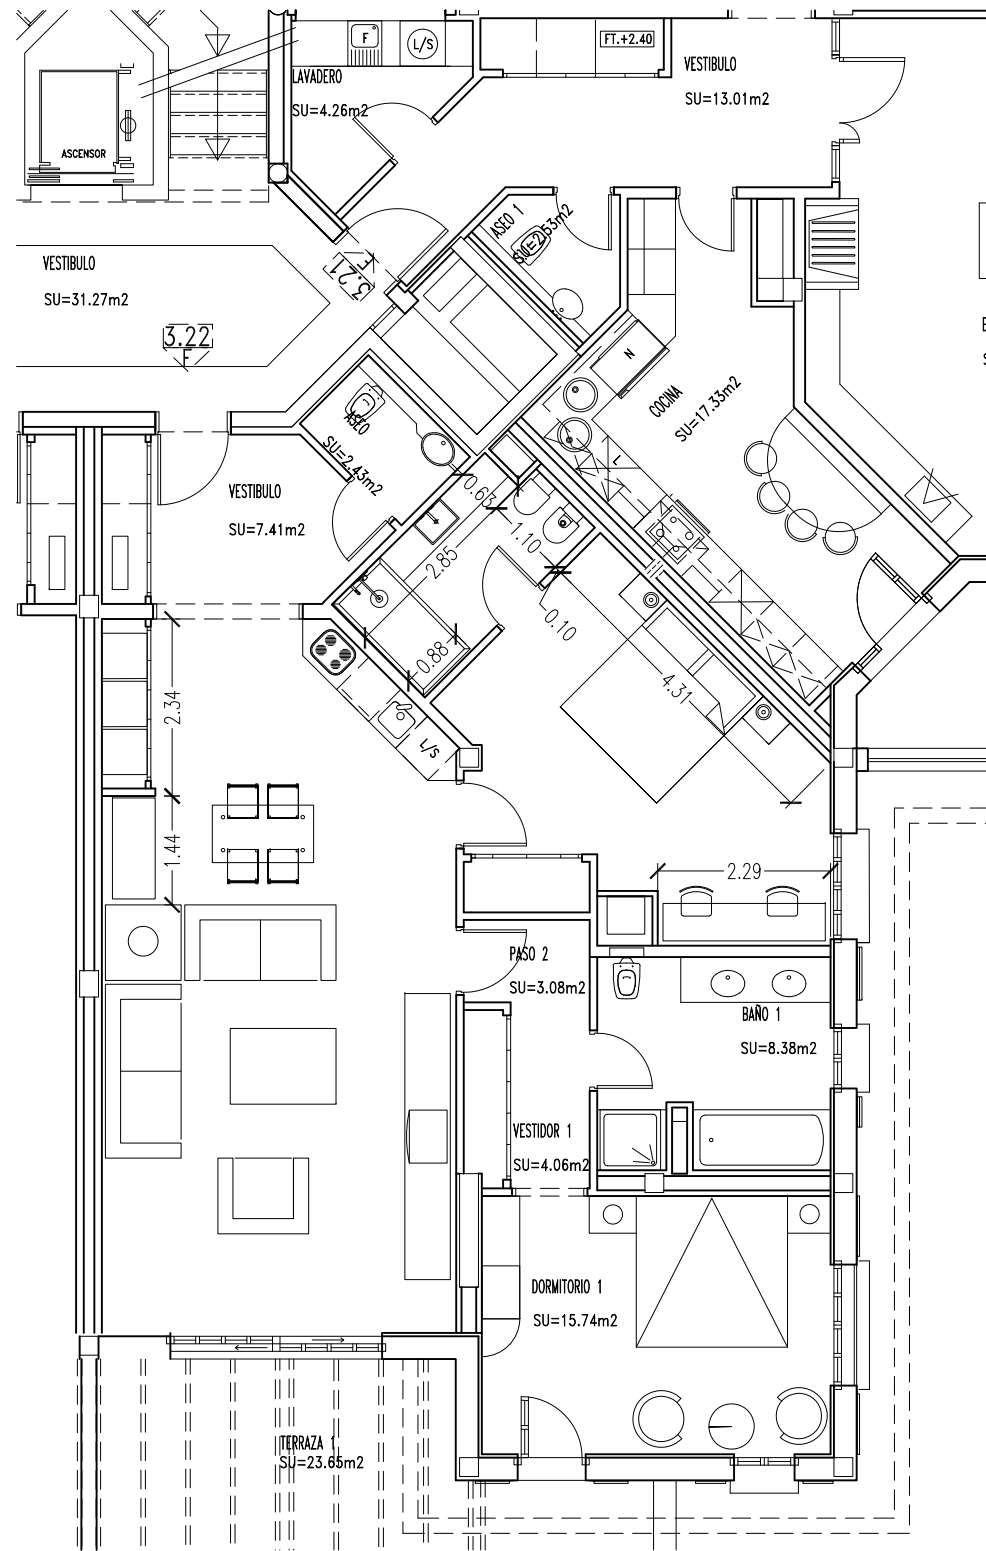 F
L/S
FT.+2.40
LAVADERO
SU=4.26m2
VESTIBULO
SU=13.01m2
ASCENSOR
ASEO 1
SU=2.53m2
VESTIBULO
SU=31.27m2
3.21
F
3.22
F
N
COCINA
SU=17.33m2
L
ASEO
SU=2.43m2
VESTIBULO
SU=7.41m2
0.63
1.10
2.85
0.10
0.88
4.31
2.34
L/S
1.44
2.29
PASO 2
SU=3.08m2
BAÑO 1
SU=8.38m2
VESTIDOR 1
SU=4.06m2
DORMITORIO 1
SU=15.74m2
TERRAZA 1
SU=23.65m2